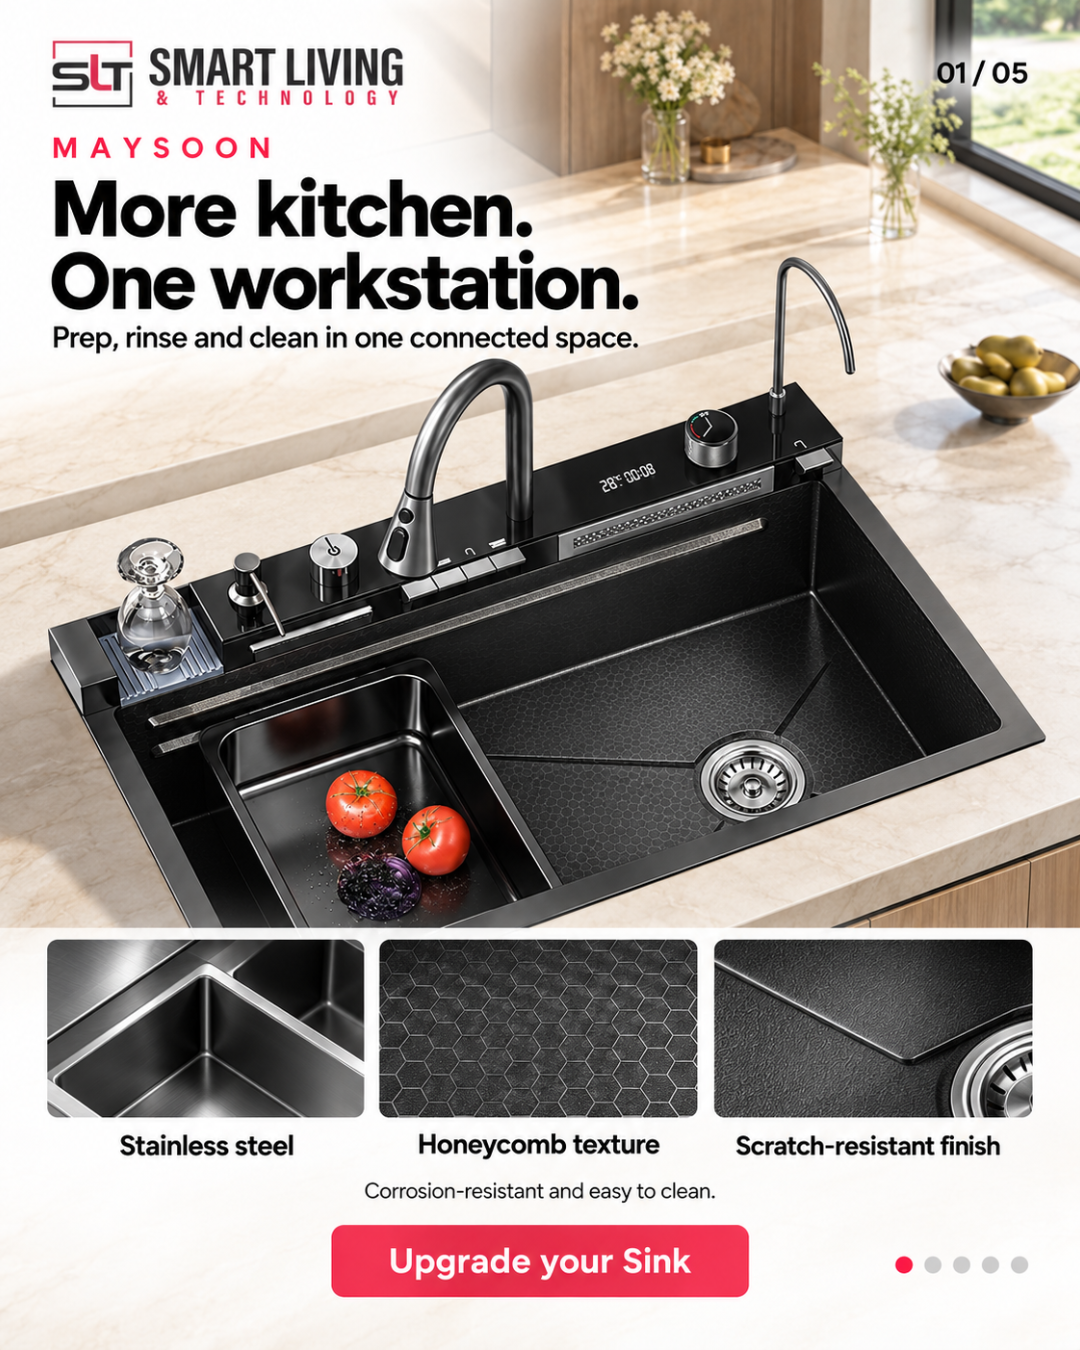 SLT SMART LIVING
& TECHNOLOGY
01 / 05
MAYSOON
More kitchen.
One workstation.
Prep, rinse and clean in one connected space.
28°C 00:08
Stainless steel
Honeycomb texture
Scratch-resistant finish
Corrosion-resistant and easy to clean.
Upgrade your Sink